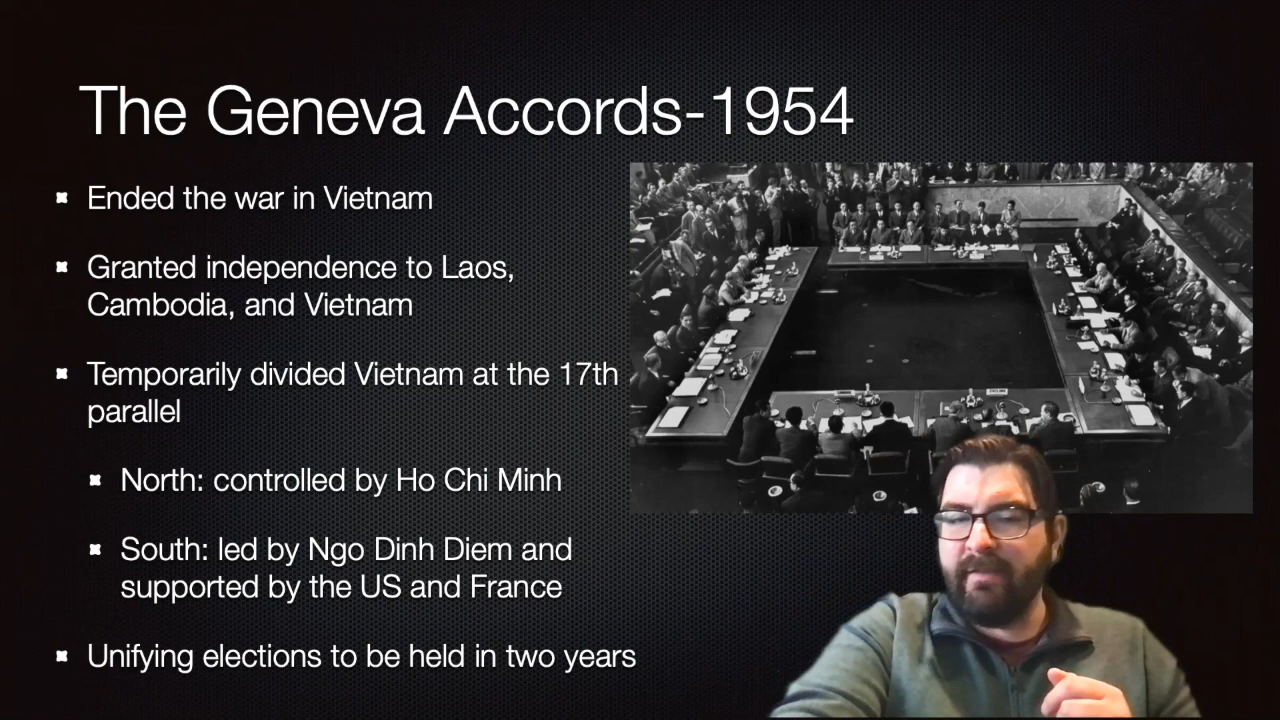 The Geneva Accords-1954
Ended the war in Vietnam
Granted independence to Laos,
Cambodia, and Vietnam
Temporarily divided Vietnam at the 17th
parallel
North: controlled by Ho Chi Minh
South: led by Ngo Dinh Diem and
supported by the US and France
Unifying elections to be held in two years